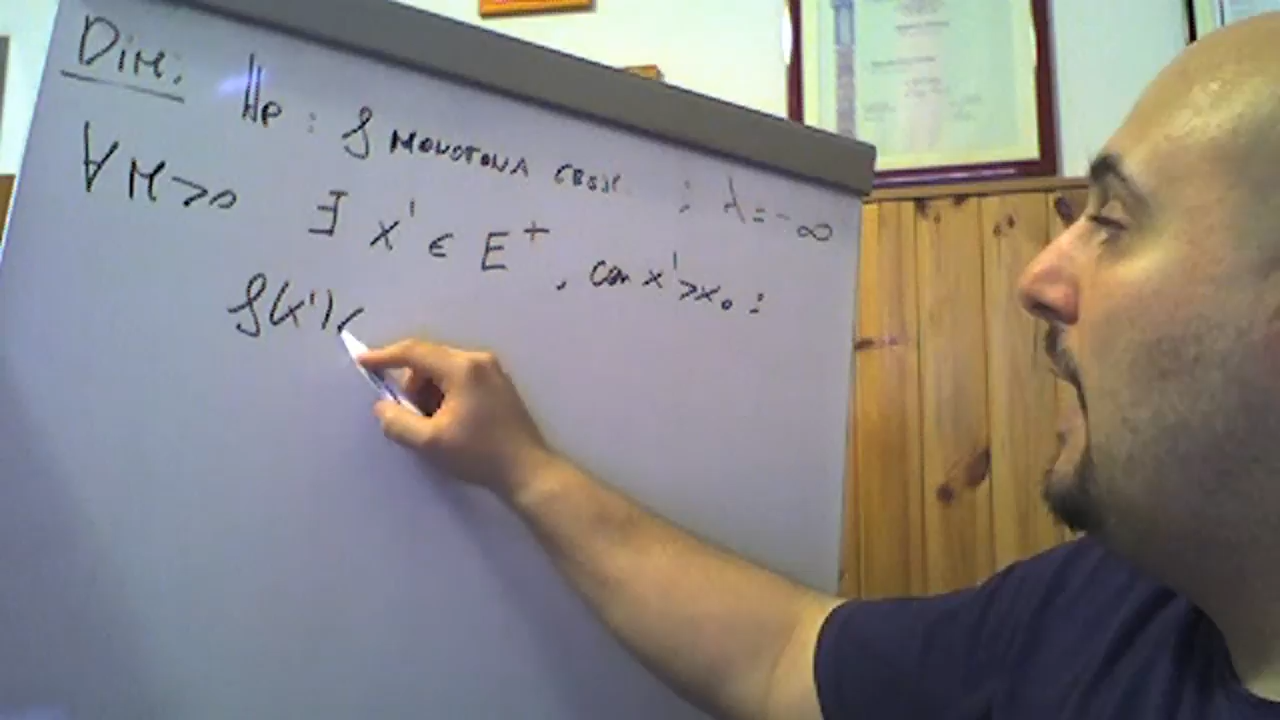 Dim:
Hp: f MONOTONA CRESC. ; λ = -∞
∀ M>0 ∃ x' ∈ E⁺, con x'>x₀ :
f(x')<